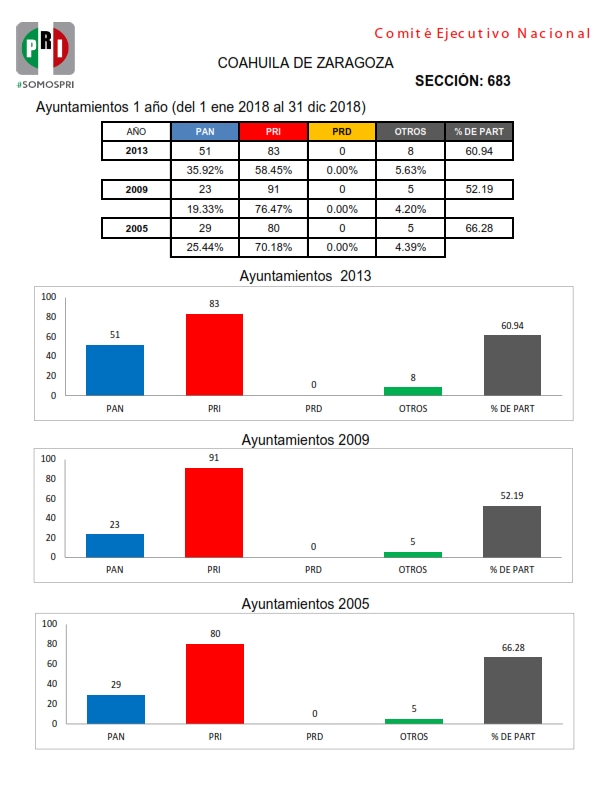 Comité Ejecutivo Nacional
PRI
#SOMOSPRI
COAHUILA DE ZARAGOZA
SECCIÓN: 683
Ayuntamientos 1 año (del 1 ene 2018 al 31 dic 2018)
AÑO PAN PRI PRD OTROS % DE PART
2013 51 83 0 8 60.94
35.92% 58.45% 0.00% 5.63%
2009 23 91 0 5 52.19
19.33% 76.47% 0.00% 4.20%
2005 29 80 0 5 66.28
25.44% 70.18% 0.00% 4.39%
Ayuntamientos 2013
100
80
60
40
20
0
51 83 0 8 60.94
PAN PRI PRD OTROS % DE PART
Ayuntamientos 2009
100
80
60
40
20
0
23 91 0 5 52.19
PAN PRI PRD OTROS % DE PART
Ayuntamientos 2005
100
80
60
40
20
0
29 80 0 5 66.28
PAN PRI PRD OTROS % DE PART